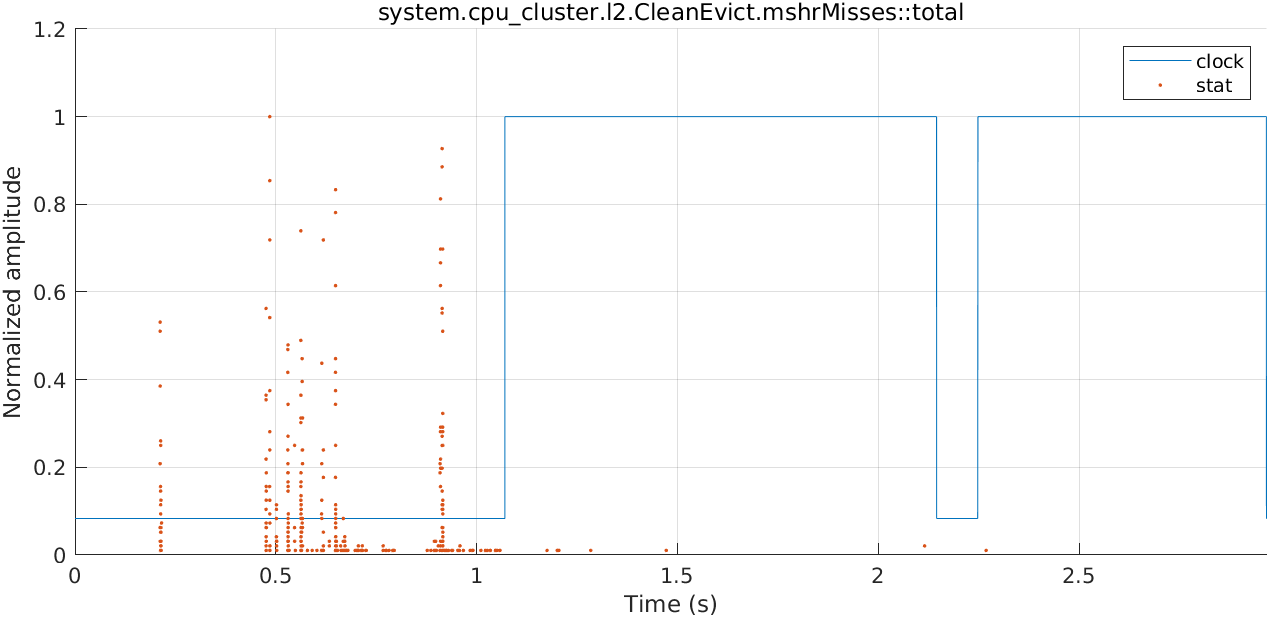 system.cpu_cluster.l2.CleanEvict.mshrMisses::total
1.2
1
0.8
0.6
0.4
0.2
0
Normalized amplitude
clock
stat
0
0.5
1
1.5
2
2.5
Time (s)